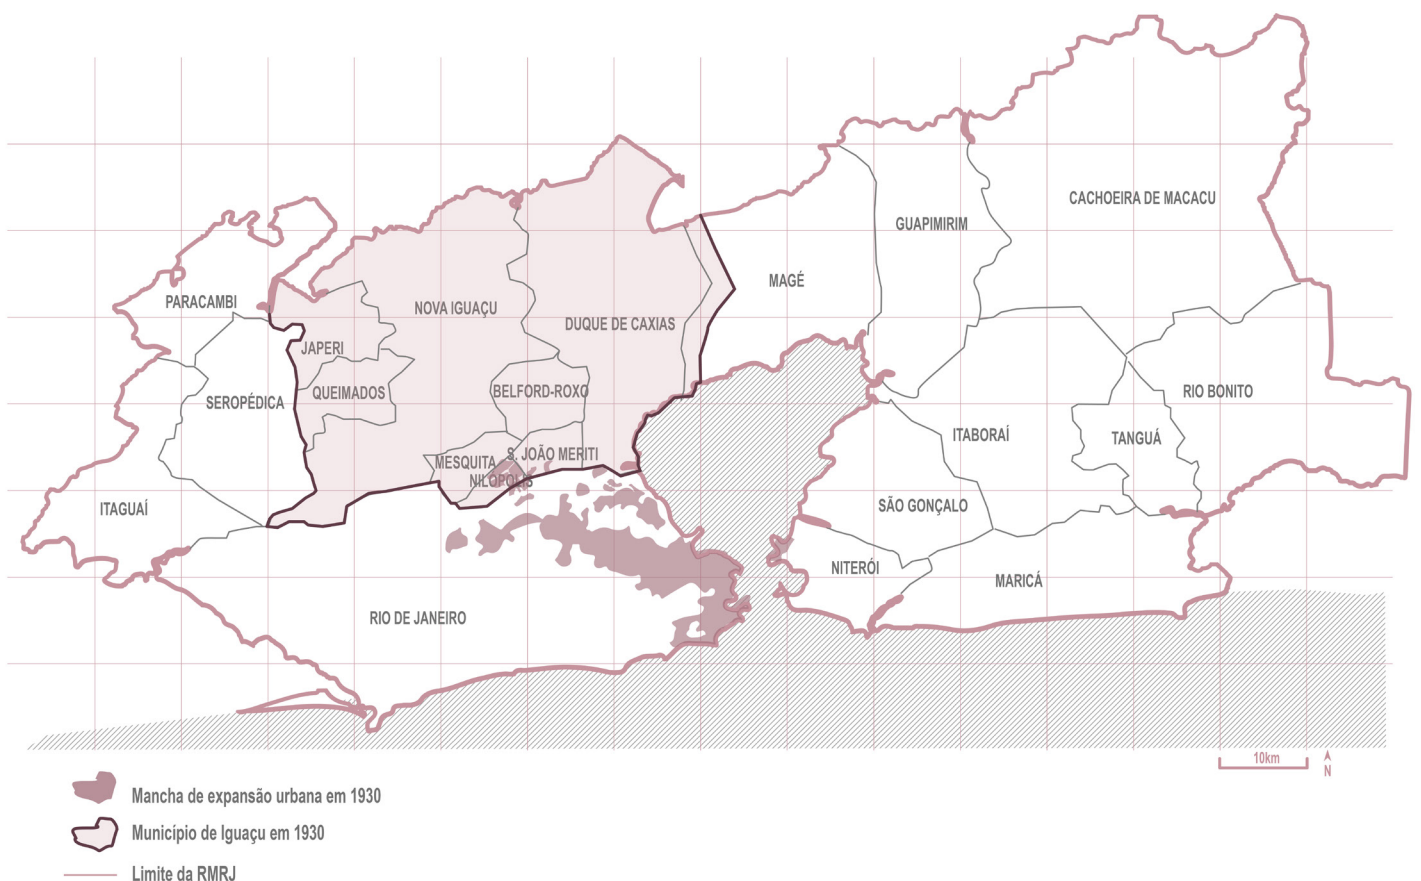 CACHOEIRA DE MACACU
GUAPIMIRIM
MAGÉ
PARACAMBI
NOVA IGUAÇU
DUQUE DE CAXIAS
JAPERI
QUEIMADOS
BELFORD-ROXO
RIO BONITO
SEROPÉDICA
ITABORAÍ
TANGUÁ
S. JOÃO MERITI
MESQUITA
NILÓPOLIS
ITAGUAÍ
SÃO GONÇALO
NITERÓI
MARICÁ
RIO DE JANEIRO
10km
N
Mancha de expansão urbana em 1930
Município de Iguaçu em 1930
Limite da RMRJ